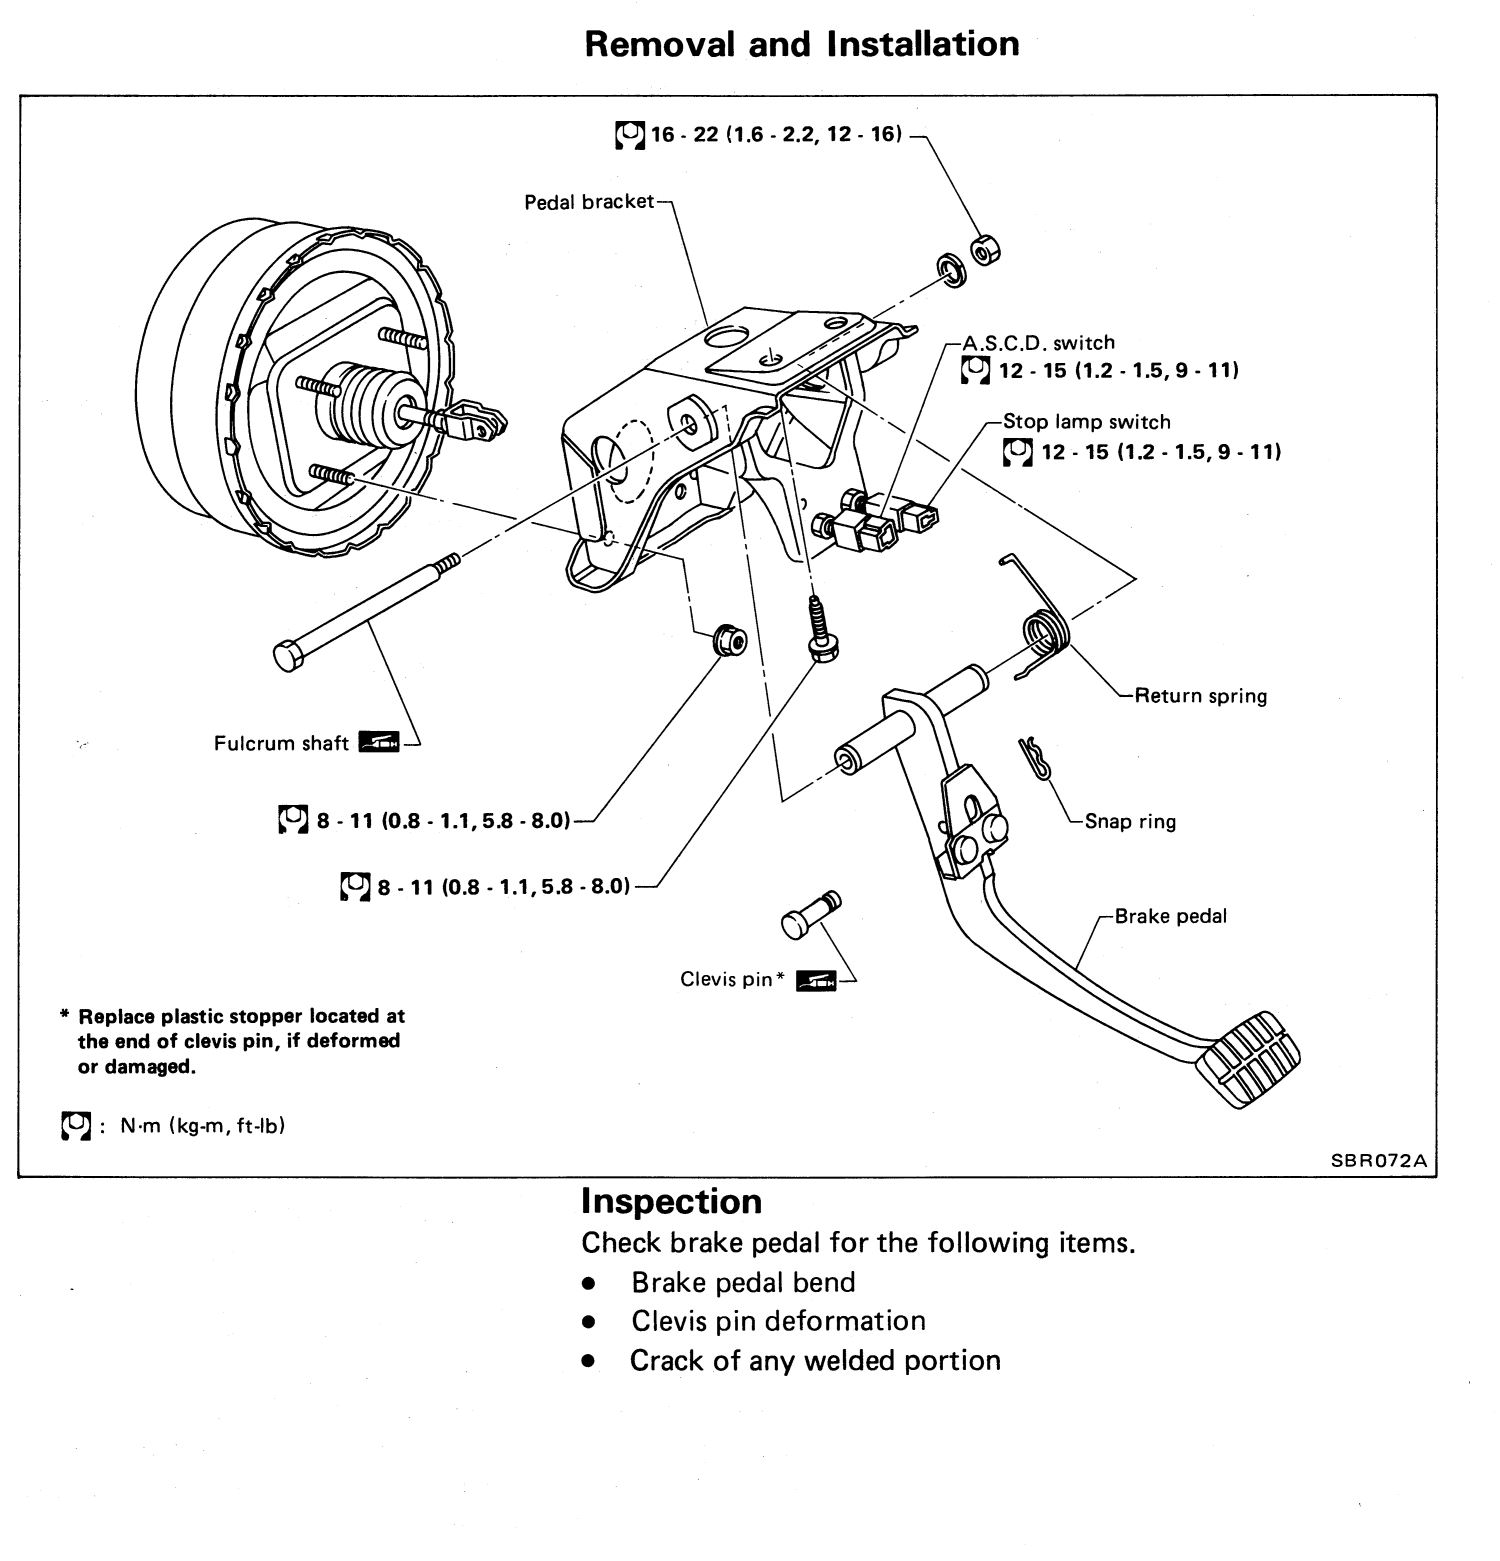 Removal and Installation
16 - 22 (1.6 - 2.2, 12 - 16)
Pedal bracket
A.S.C.D. switch
12 - 15 (1.2 - 1.5, 9 - 11)
Stop lamp switch
12 - 15 (1.2 - 1.5, 9 - 11)
Return spring
Fulcrum shaft
Snap ring
8 - 11 (0.8 - 1.1, 5.8 - 8.0)
8 - 11 (0.8 - 1.1, 5.8 - 8.0)
Brake pedal
Clevis pin*
* Replace plastic stopper located at
the end of clevis pin, if deformed
or damaged.
: N·m (kg-m, ft-lb)
SBR072A
Inspection
Check brake pedal for the following items.
● Brake pedal bend
● Clevis pin deformation
● Crack of any welded portion